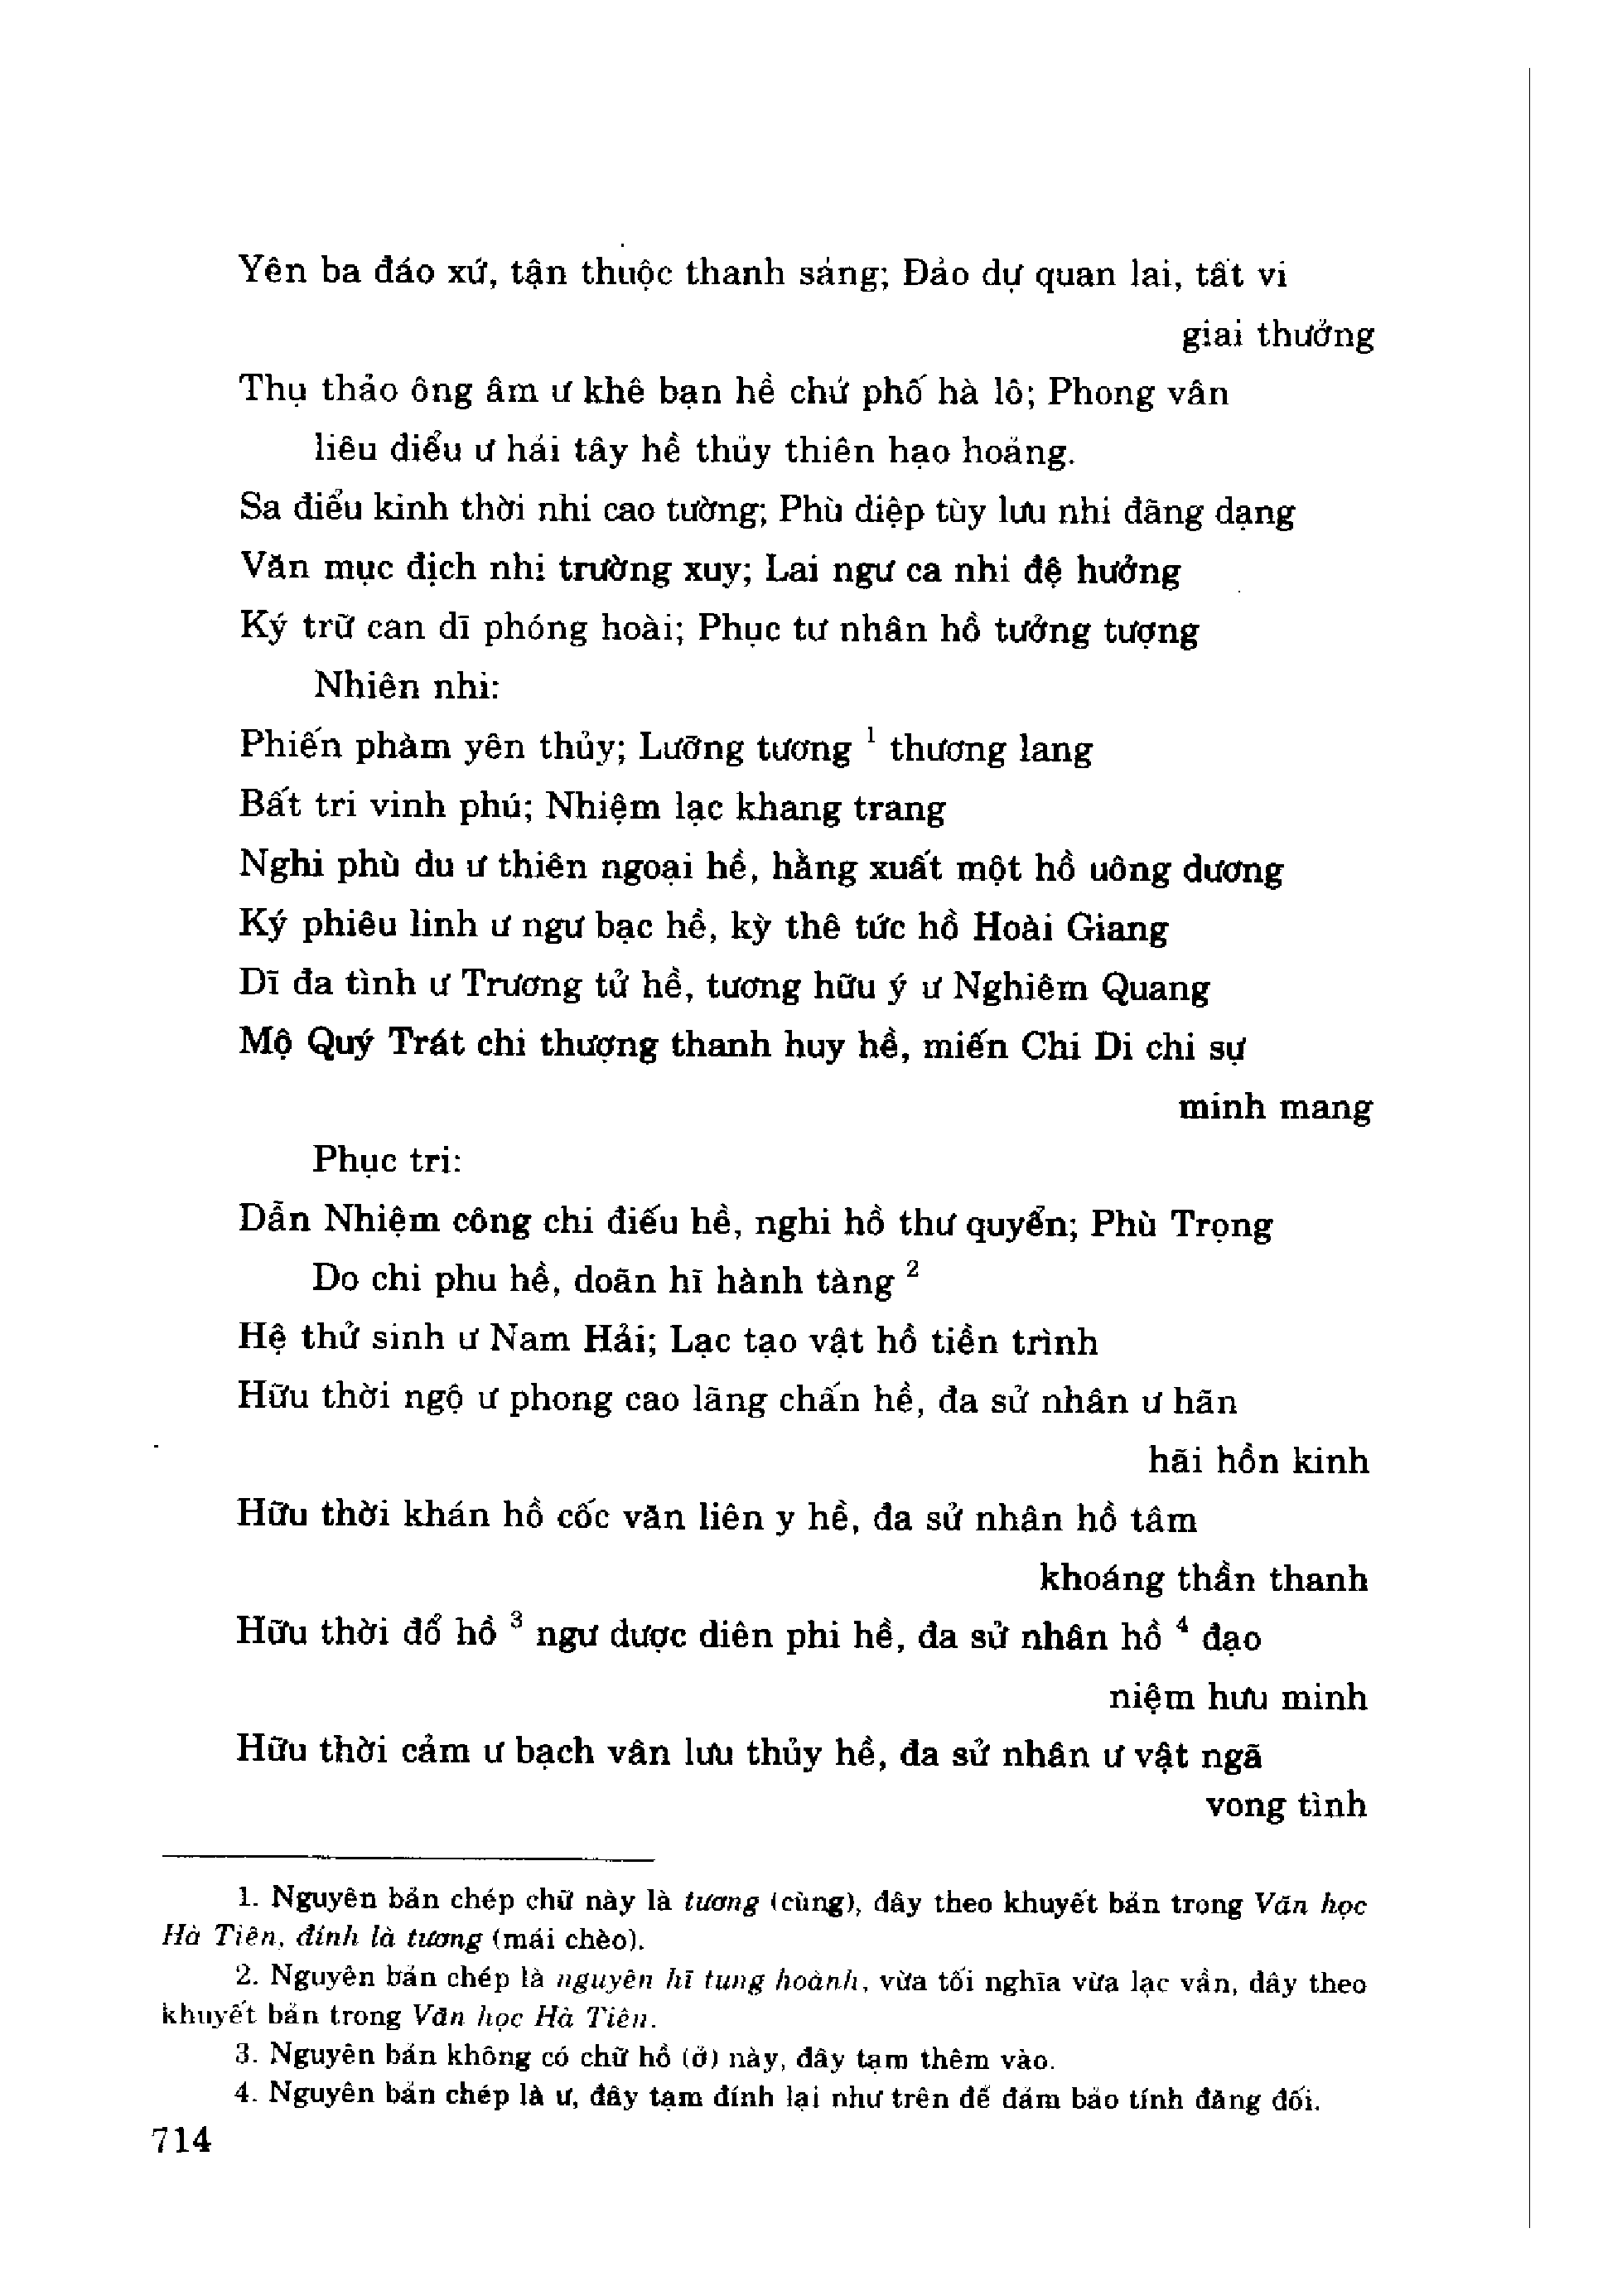 Yên ba đáo xứ, tận thuộc thanh sảng; Đảo dự quan lai, tất vi
giai thưởng
Thụ thảo ông âm ư khê bạn hề chử phố hà lô; Phong vân
liêu diểu ư hải tây hề thủy thiên hạo hoảng.
Sa điểu kinh thời nhi cao tường; Phù diệp tùy lưu nhi đãng dạng
Văn mục địch nhi trường xuy; Lai ngư ca nhi đệ hưởng
Ký trữ can dĩ phóng hoài; Phục tư nhân hồ tưởng tượng
Nhiên nhi:
Phiến phàm yên thủy; Lưỡng tương ¹ thương lang
Bất tri vinh phú; Nhiệm lạc khang trang
Nghi phù du ư thiên ngoại hề, hằng xuất một hồ uông dương
Ký phiêu linh ư ngư bạc hề, kỳ thê tức hồ Hoài Giang
Dĩ đa tình ư Trương tử hề, tương hữu ý ư Nghiêm Quang
Mộ Quý Trát chi thượng thanh huy hề, miến Chi Di chi sự
minh mang
Phục tri:
Dẫn Nhiệm công chi điếu hề, nghi hồ thư quyển; Phù Trọng
Do chi phu hề, doãn hĩ hành tàng ²
Hệ thử sinh ư Nam Hải; Lạc tạo vật hồ tiền trình
Hữu thời ngộ ư phong cao lãng chấn hề, đa sử nhân ư hãn
hãi hồn kinh
Hữu thời khán hồ cốc văn liên y hề, đa sử nhân hồ tâm
khoáng thần thanh
Hữu thời đổ hồ ³ ngư dược diên phi hề, đa sử nhân hồ ⁴ đạo
niệm hưu minh
Hữu thời cảm ư bạch vân lưu thủy hề, đa sử nhân ư vật ngã
vong tình
1. Nguyên bản chép chữ này là tương (cùng), đây theo khuyết bản trong Văn học
Hà Tiên, đính là tương (mái chèo).
2. Nguyên bản chép là nguyên hĩ tung hoành, vừa tối nghĩa vừa lạc vần, đây theo
khuyết bản trong Văn học Hà Tiên.
3. Nguyên bản không có chữ hồ (ở) này, đây tạm thêm vào.
4. Nguyên bản chép là ư, đây tạm đính lại như trên để đảm bảo tính đăng đối.
714